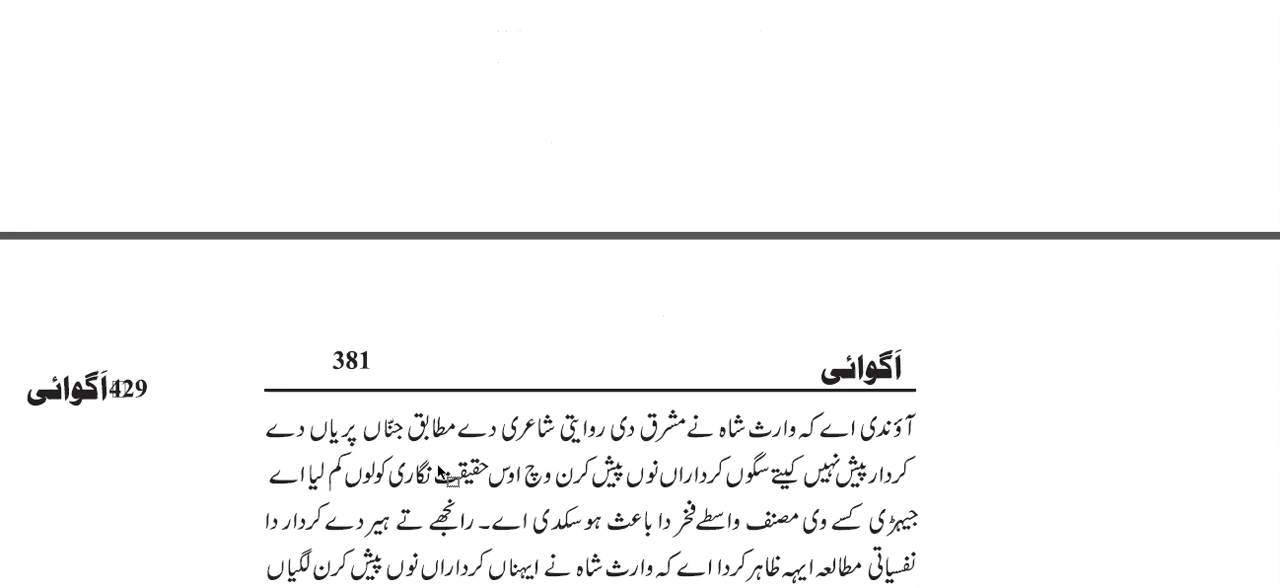 اَگوائی 381
429 اَگوائی
آؤندی اے کہ وارث شاہ نے مشرق دی روایتی شاعری دے مطابق جنّاں پریاں دے
کردار پیش نہیں کیتے سگوں کرداراں نوں پیش کرن وچ اوس حقیقت نگاری کولوں کم لیا اے
جیہڑی کسے وی مصنف واسطے فخر دا باعث ہو سکدی اے۔ رانجھے تے ہیر دے کردار دا
نفسیاتی مطالعہ ایہہ ظاہر کردا اے کہ وارث شاہ نے ایہناں کرداراں نوں پیش کرن لگیاں